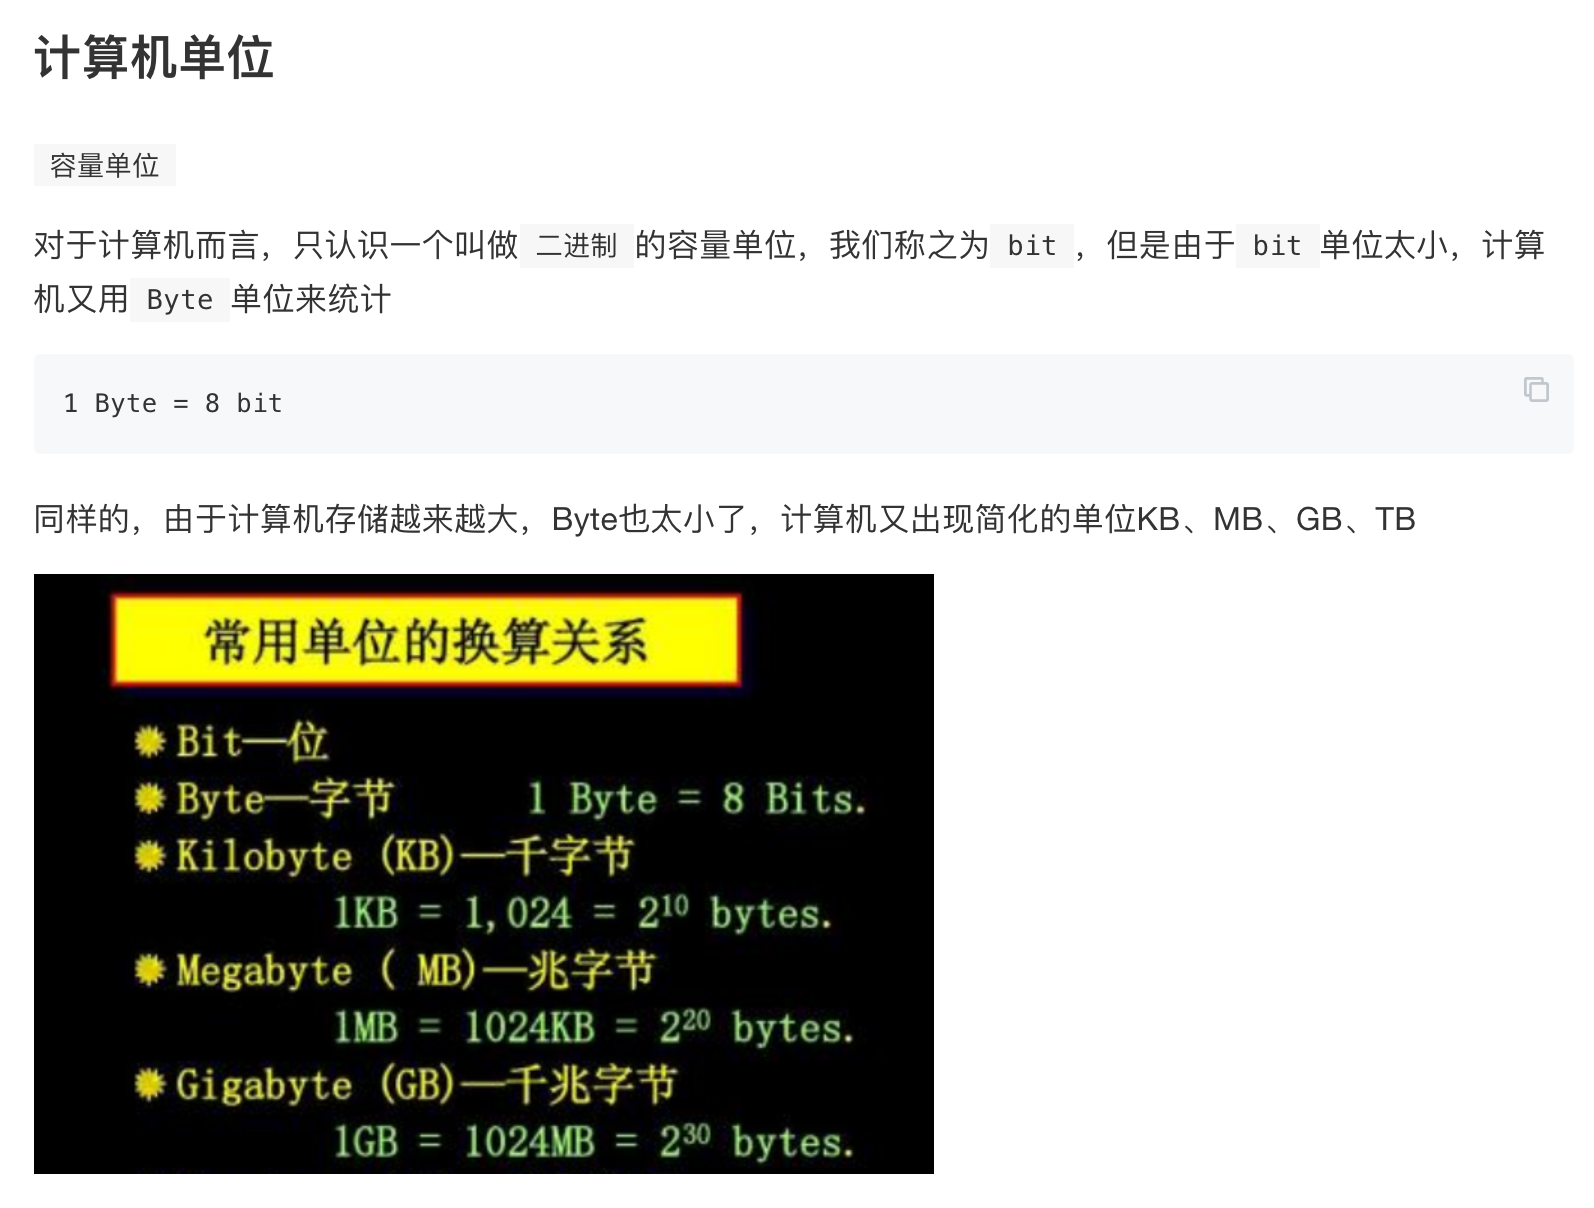 计算机单位
容量单位
对于计算机而言，只认识一个叫做 二进制 的容量单位，我们称之为 bit ，但是由于 bit 单位太小，计算
机又用 Byte 单位来统计
1 Byte = 8 bit
同样的，由于计算机存储越来越大，Byte也太小了，计算机又出现简化的单位KB、MB、GB、TB
常用单位的换算关系
Bit—位
Byte—字节 1 Byte = 8 Bits.
Kilobyte (KB)—千字节
1KB = 1,024 = 2¹⁰ bytes.
Megabyte ( MB)—兆字节
1MB = 1024KB = 2²⁰ bytes.
Gigabyte (GB)—千兆字节
1GB = 1024MB = 2³⁰ bytes.